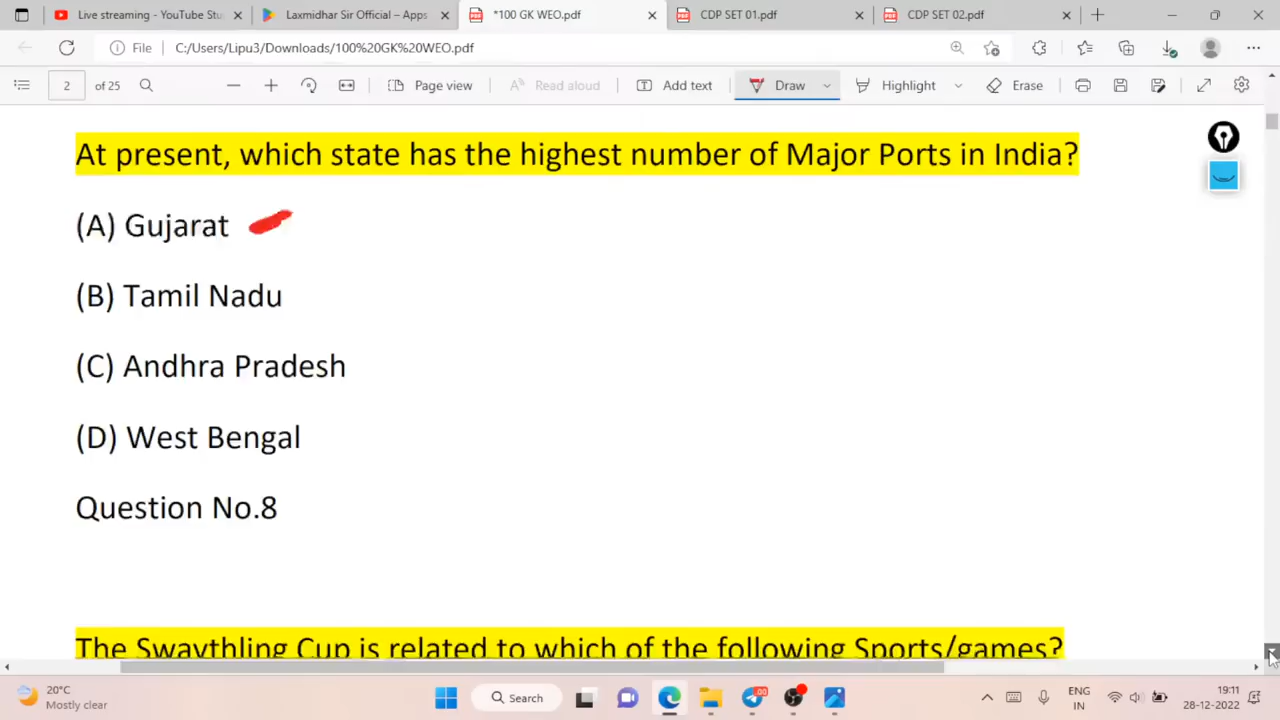 Live streaming - YouTube Stu
Laxmidhar Sir Official – Apps
*100 GK WEO.pdf
CDP SET 01.pdf
CDP SET 02.pdf
File
C:/Users/Lipu3/Downloads/100%20GK%20WEO.pdf
2 of 25
Page view
Read aloud
Add text
Draw
Highlight
Erase
At present, which state has the highest number of Major Ports in India?
(A) Gujarat
(B) Tamil Nadu
(C) Andhra Pradesh
(D) West Bengal
Question No.8
The Swaythling Cup is related to which of the following Sports/games?
20°C
Mostly clear
Search
ENG
IN
19:11
28-12-2022